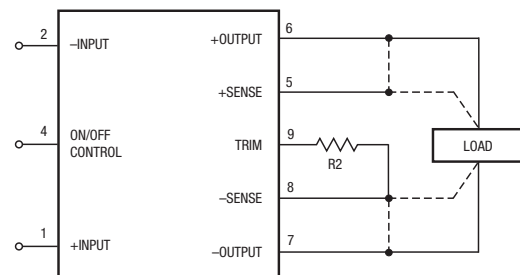 6
+OUTPUT
2
–INPUT
5
+SENSE
4
ON/OFF
CONTROL
9
TRIM
R2
LOAD
8
–SENSE
7
–OUTPUT
1
+INPUT